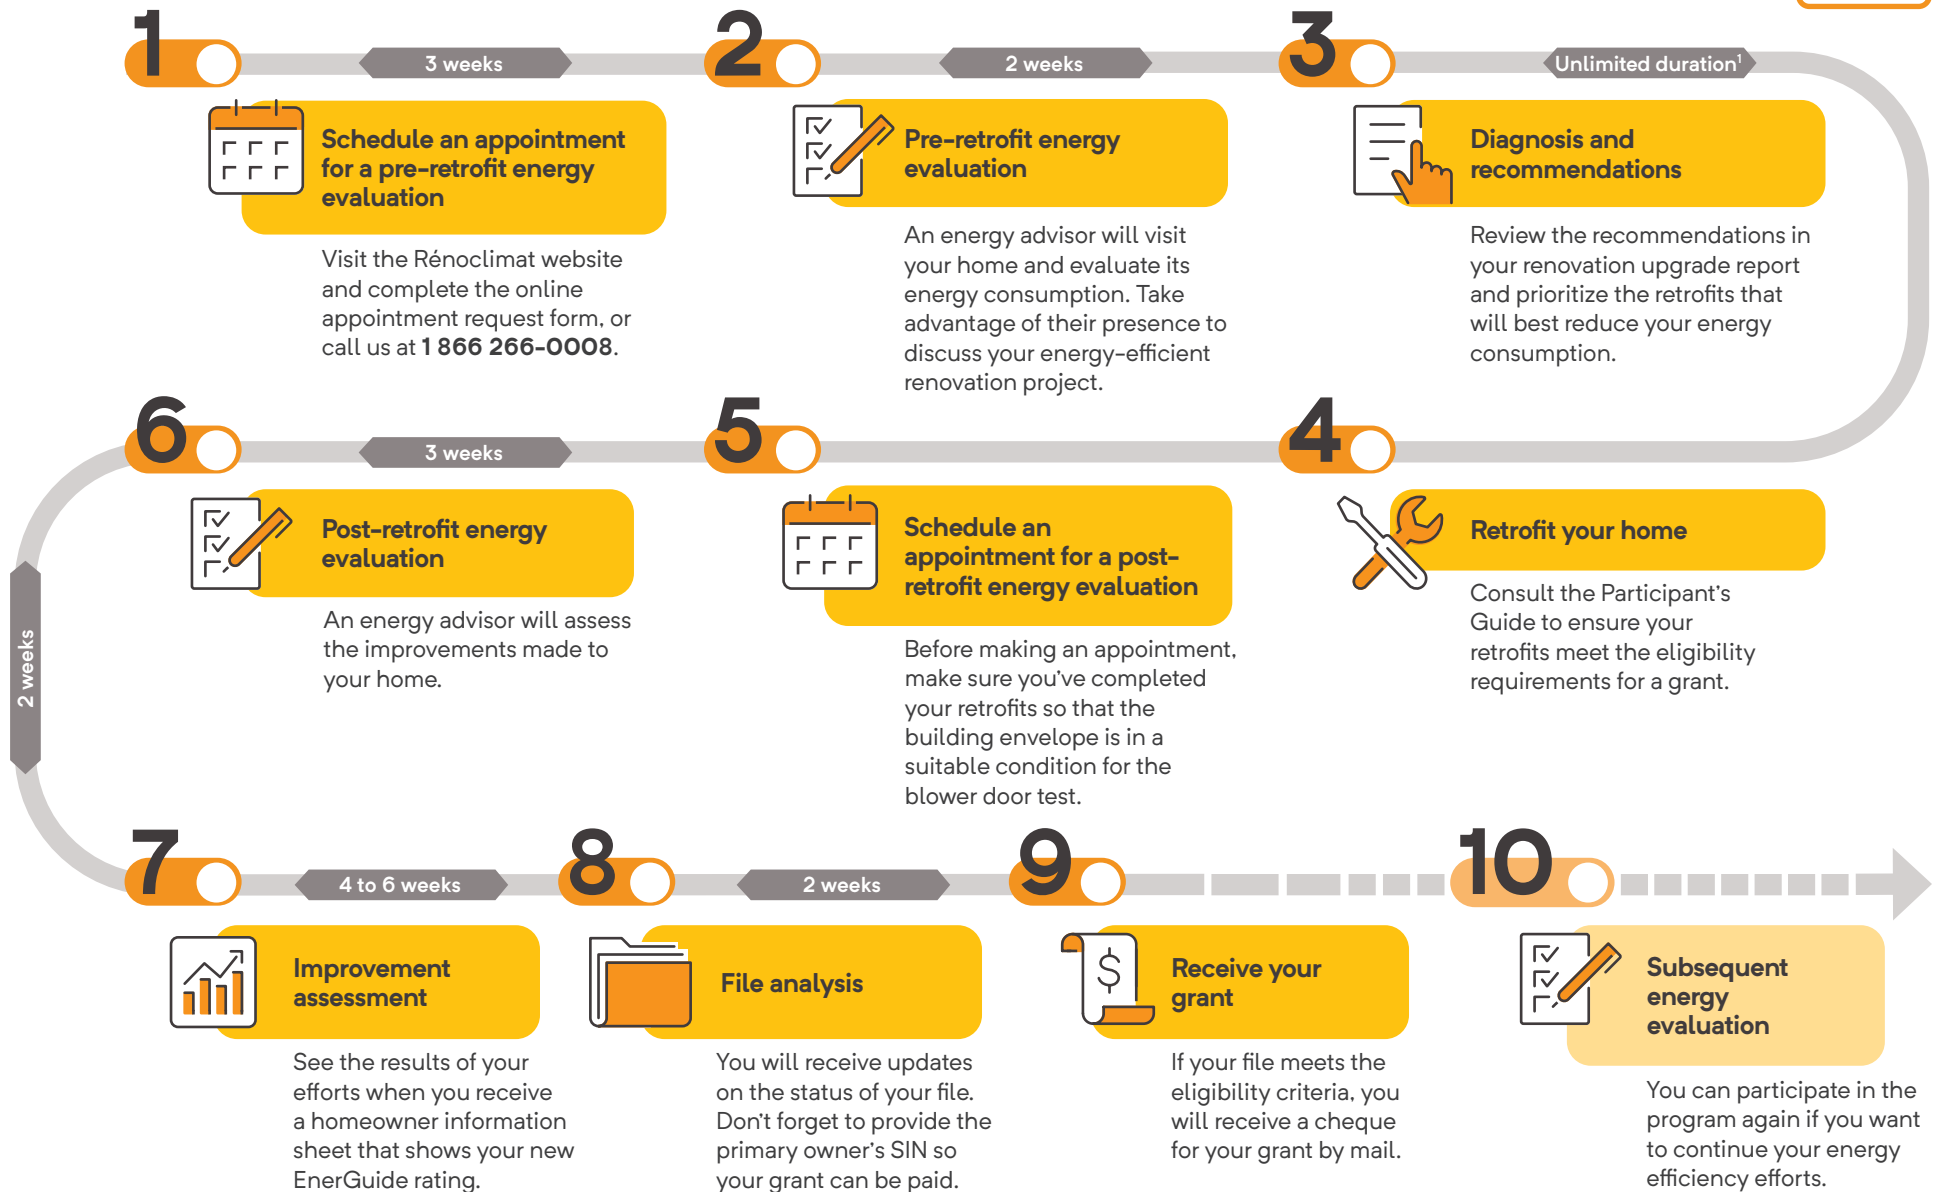 1
3 weeks
2
2 weeks
3
Unlimited duration¹
Schedule an appointment
for a pre-retrofit energy
evaluation
Visit the Rénoclimat website
and complete the online
appointment request form, or
call us at 1 866 266-0008.
Pre-retrofit energy
evaluation
An energy advisor will visit
your home and evaluate its
energy consumption. Take
advantage of their presence to
discuss your energy-efficient
renovation project.
Diagnosis and
recommendations
Review the recommendations in
your renovation upgrade report
and prioritize the retrofits that
will best reduce your energy
consumption.
4
Retrofit your home
Consult the Participant's
Guide to ensure your
retrofits meet the eligibility
requirements for a grant.
5
Schedule an
appointment for a post-
retrofit energy evaluation
Before making an appointment,
make sure you've completed
your retrofits so that the
building envelope is in a
suitable condition for the
blower door test.
3 weeks
6
Post-retrofit energy
evaluation
An energy advisor will assess
the improvements made to
your home.
2 weeks
7
4 to 6 weeks
8
2 weeks
9
10
Improvement
assessment
See the results of your
efforts when you receive
a homeowner information
sheet that shows your new
EnerGuide rating.
File analysis
You will receive updates
on the status of your file.
Don't forget to provide the
primary owner's SIN so
your grant can be paid.
$
Receive your
grant
If your file meets the
eligibility criteria, you
will receive a cheque
for your grant by mail.
Subsequent
energy
evaluation
You can participate in the
program again if you want
to continue your energy
efficiency efforts.